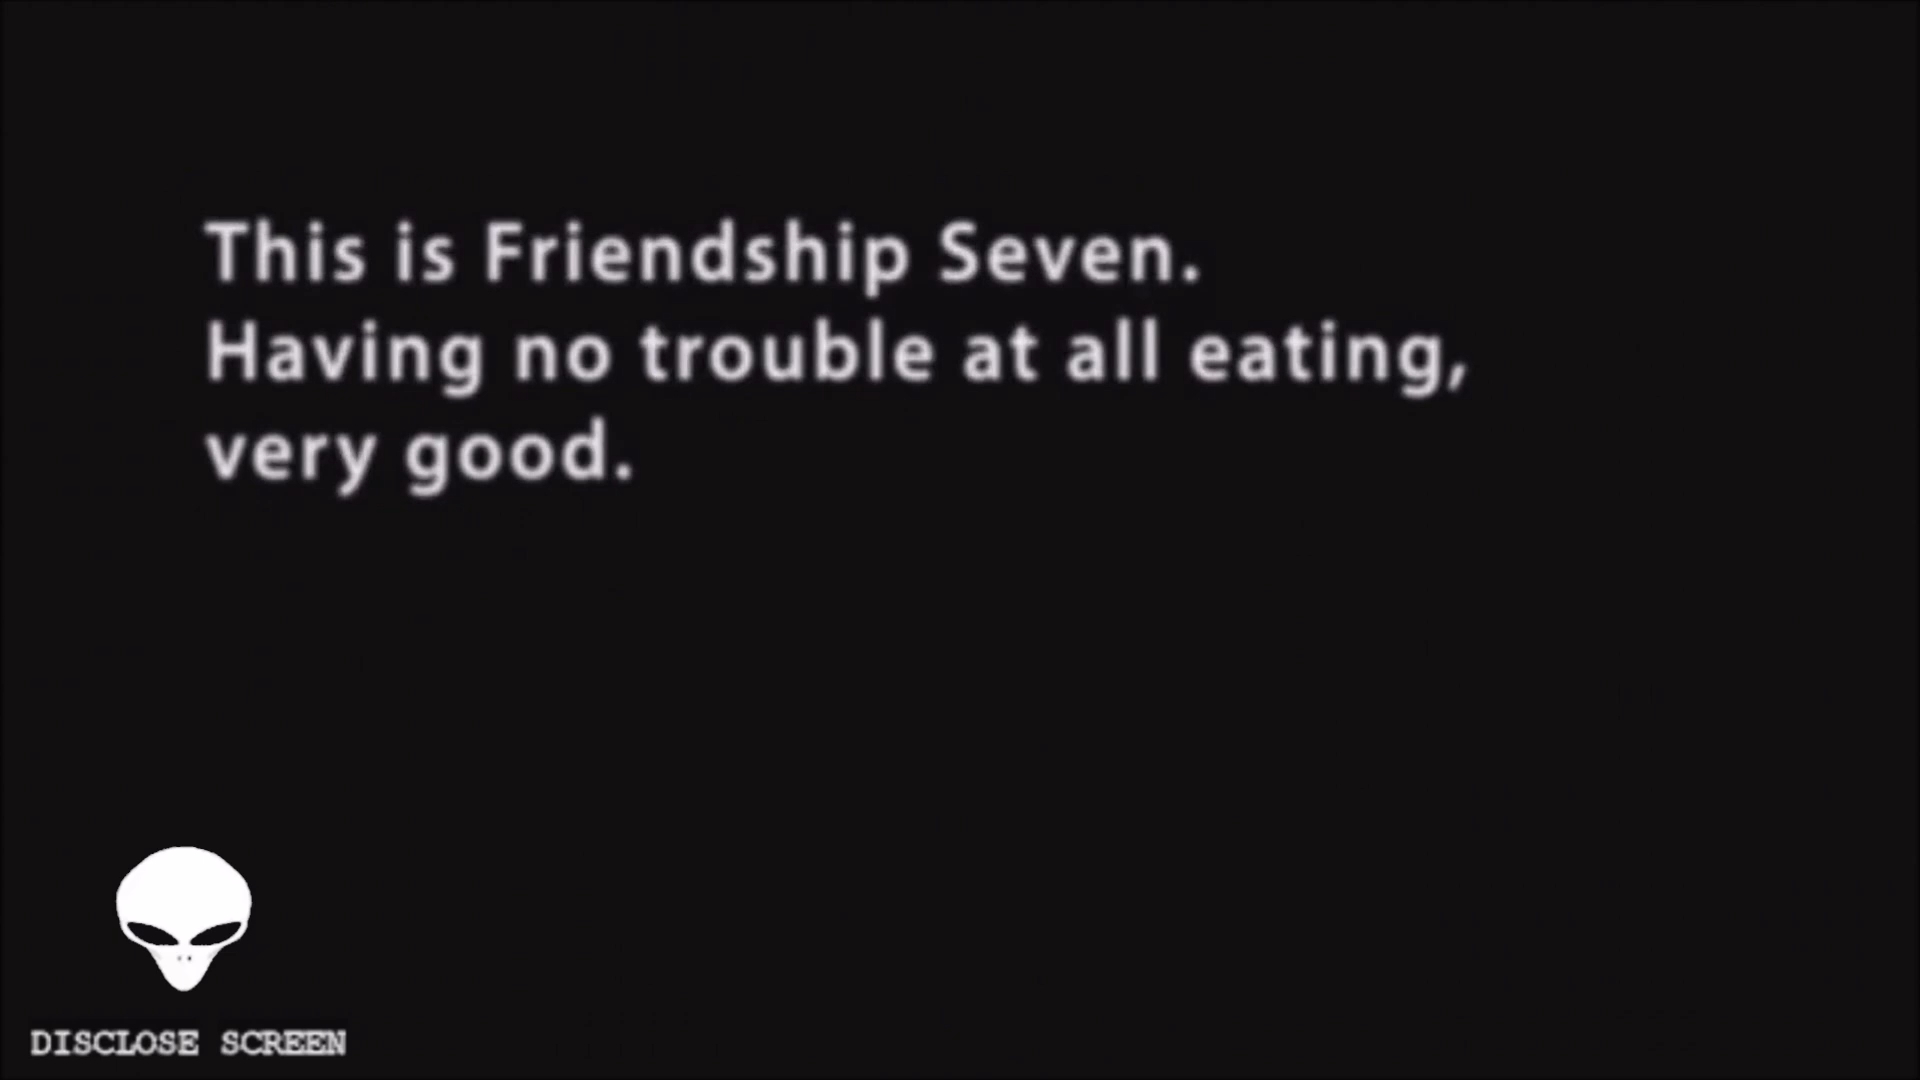 This is Friendship Seven.
Having no trouble at all eating,
very good.
DISCLOSE SCREEN